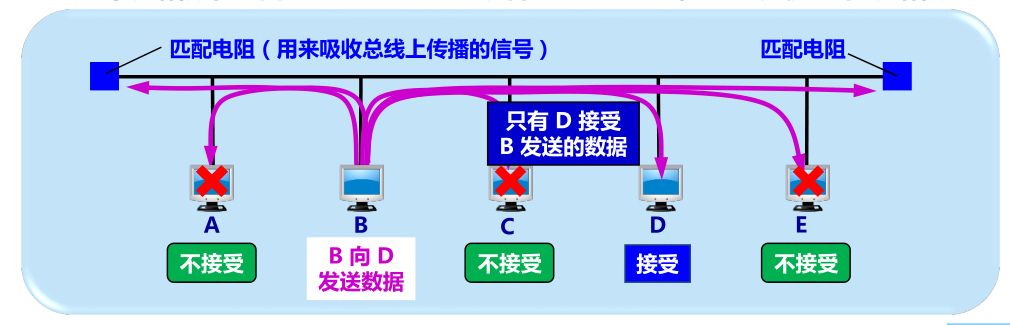 匹配电阻（用来吸收总线上传播的信号）
匹配电阻
只有 D 接受
B 发送的数据
A
B
C
D
E
不接受
B 向 D
发送数据
不接受
接受
不接受